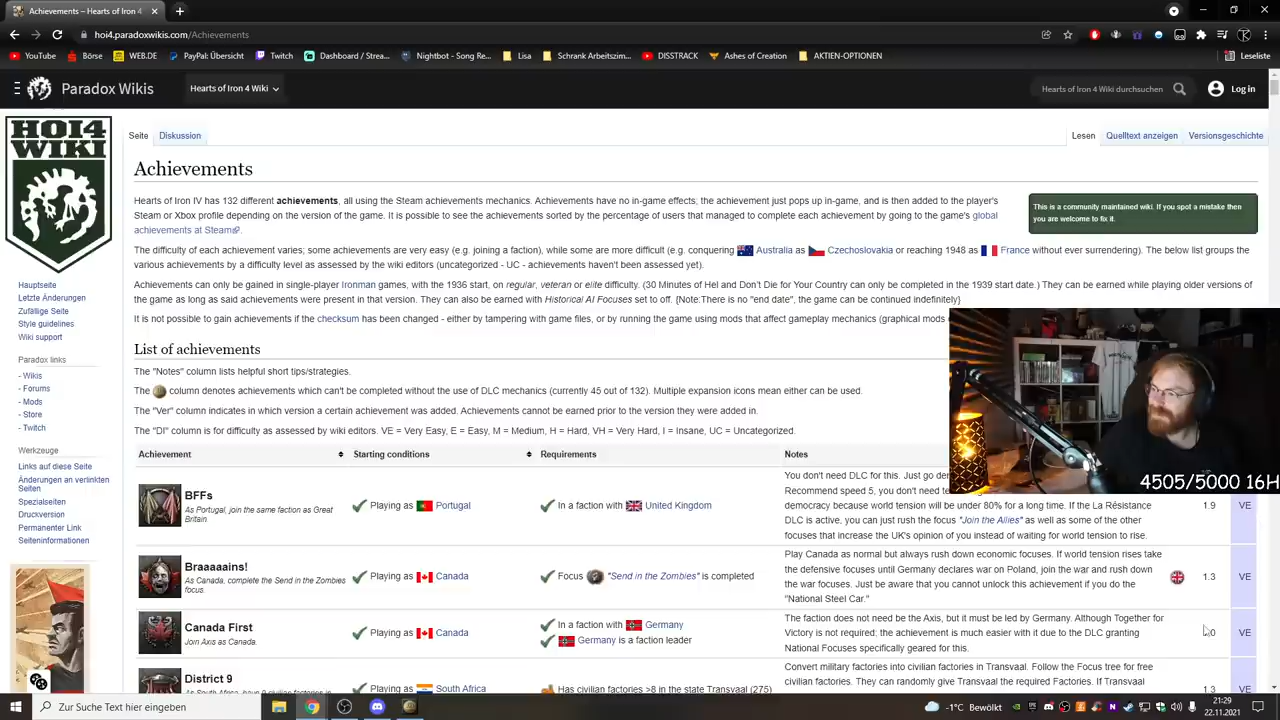 Achievements - Hearts of Iron 4
hoi4.paradoxwikis.com/Achievements
YouTube Börse WEB.DE PayPal: Übersicht Twitch Dashboard / Strea... Nightbot - Song Re... Lisa Schrank Arbeitszim... DISSTRACK Ashes of Creation AKTIEN-OPTIONEN Leseliste
Paradox Wikis Hearts of Iron 4 Wiki Hearts of Iron 4 Wiki durchsuchen Log in
HOI4
WIKI
Seite Diskussion Lesen Quelltext anzeigen Versionsgeschichte
Achievements
Hearts of Iron IV has 132 different achievements, all using the Steam achievements mechanics. Achievements have no in-game effects; the achievement just pops up in-game, and is then added to the player's
Steam or Xbox profile depending on the version of the game. It is possible to see the achievements sorted by the percentage of users that managed to complete each achievement by going to the game's global
achievements at Steam.
This is a community maintained wiki. If you spot a mistake then
you are welcome to fix it.
The difficulty of each achievement varies; some achievements are very easy (e.g. joining a faction), while some are more difficult (e.g. conquering Australia as Czechoslovakia or reaching 1948 as France without ever surrendering). The below list groups the
various achievements by a difficulty level as assessed by the wiki editors (uncategorized - UC - achievements haven't been assessed yet).
Achievements can only be gained in single-player Ironman games, with the 1936 start, on regular, veteran or elite difficulty. (30 Minutes of Hel and Don't Die for Your Country can only be completed in the 1939 start date.) They can be earned while playing older versions of
the game as long as said achievements were present in that version. They can also be earned with Historical AI Focuses set to off. {Note:There is no "end date", the game can be continued indefinitely}
It is not possible to gain achievements if the checksum has been changed - either by tampering with game files, or by running the game using mods that affect gameplay mechanics (graphical mods
Hauptseite
Letzte Änderungen
Zufällige Seite
Style guidelines
Wiki support
Paradox links
- Wikis
- Forums
- Mods
- Store
- Twitch
Werkzeuge
Links auf diese Seite
Änderungen an verlinkten
Seiten
Spezialseiten
Druckversion
Permanenter Link
Seiteninformationen
List of achievements
The "Notes" column lists helpful short tips/strategies.
The column denotes achievements which can't be completed without the use of DLC mechanics (currently 45 out of 132). Multiple expansion icons mean either can be used.
The "Ver" column indicates in which version a certain achievement was added. Achievements cannot be earned prior to the version they were added in.
The "DI" column is for difficulty as assessed by wiki editors. VE = Very Easy, E = Easy, M = Medium, H = Hard, VH = Very Hard, I = Insane, UC = Uncategorized.
Achievement Starting conditions Requirements Notes
BFFs
As Portugal, join the same faction as Great
Britain.
Playing as Portugal
In a faction with United Kingdom
You don't need DLC for this. Just go
Recommend speed 5, you don't need
democracy because world tension will be under 80% for a long time. If the La Résistance
DLC is active, you can just rush the focus "Join the Allies" as well as some of the other
focuses that increase the UK's opinion of you instead of waiting for world tension to rise.
1.9 VE
Braaaaains!
As Canada, complete the Send in the Zombies
focus.
Playing as Canada
Focus "Send in the Zombies" is completed
Play Canada as normal but always rush down economic focuses. If world tension rises take
the defensive focuses until Germany declares war on Poland, join the war and rush down
the war focuses. Just be aware that you cannot unlock this achievement if you do the
"National Steel Car."
1.3 VE
Canada First
Join Axis as Canada.
Playing as Canada
In a faction with Germany
Germany is a faction leader
The faction does not need be the Axis, but it must be led by Germany. Although Together for
Victory is not required; the achievement is much easier with it due to the DLC granting
National Focuses specifically geared for this.
VE
District 9
Playing as South Africa
Has civilian factories >8 in the state Transvaal (275)
Convert military factories into civilian factories in Transvaal. Follow the Focus tree for free
civilian factories. They can randomly give Transvaal the required Factories. If Transvaal
1.3 VE
4505/5000 16H
Zur Suche Text hier eingeben
-1°C Bewölkt
21:29
22.11.2021